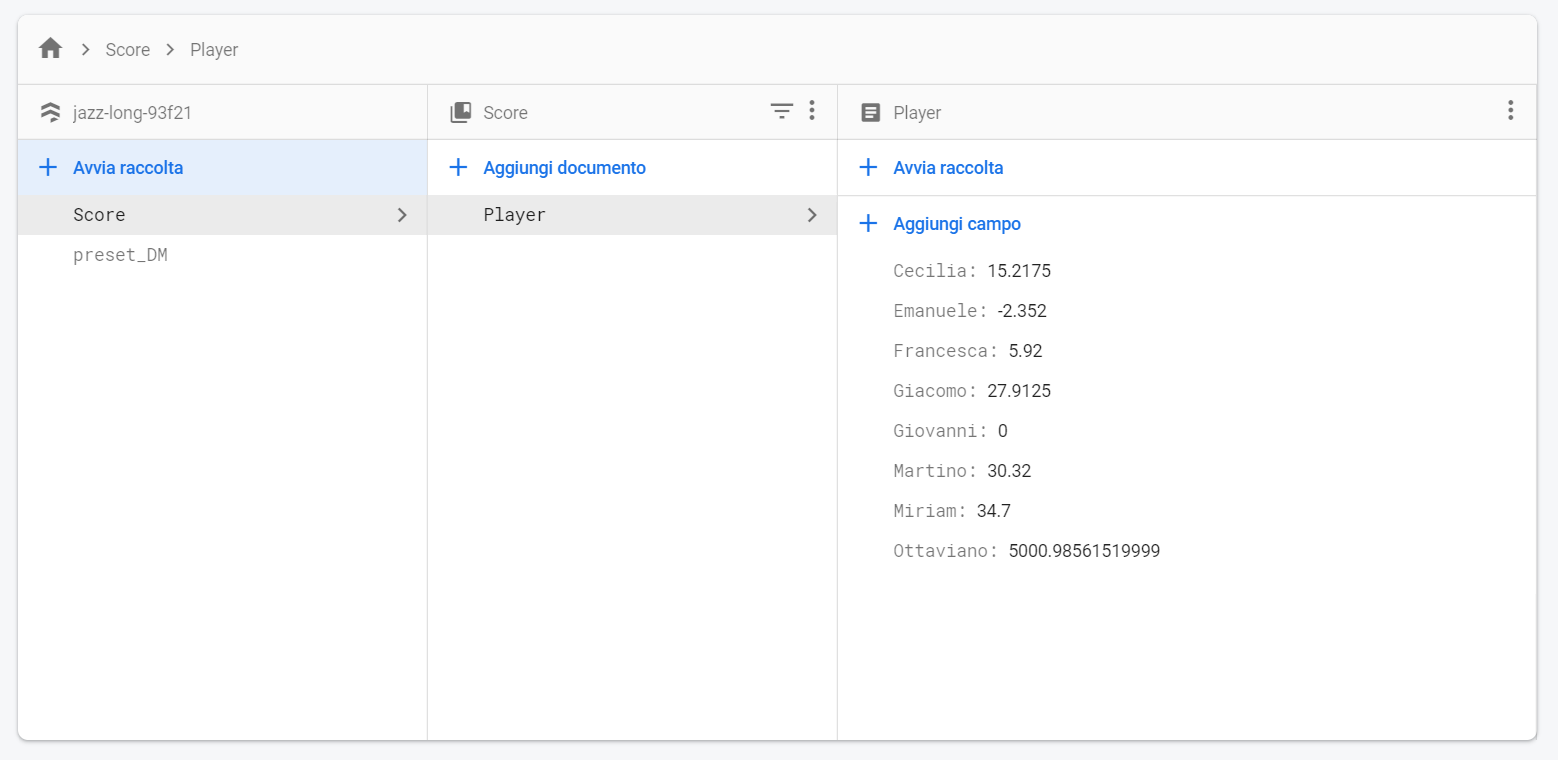 Score Player
jazz-long-93f21
Avvia raccolta
Score
preset_DM
Score
Aggiungi documento
Player
Player
Avvia raccolta
Aggiungi campo
Cecilia: 15.2175
Emanuele: -2.352
Francesca: 5.92
Giacomo: 27.9125
Giovanni: 0
Martino: 30.32
Miriam: 34.7
Ottaviano: 5000.98561519999